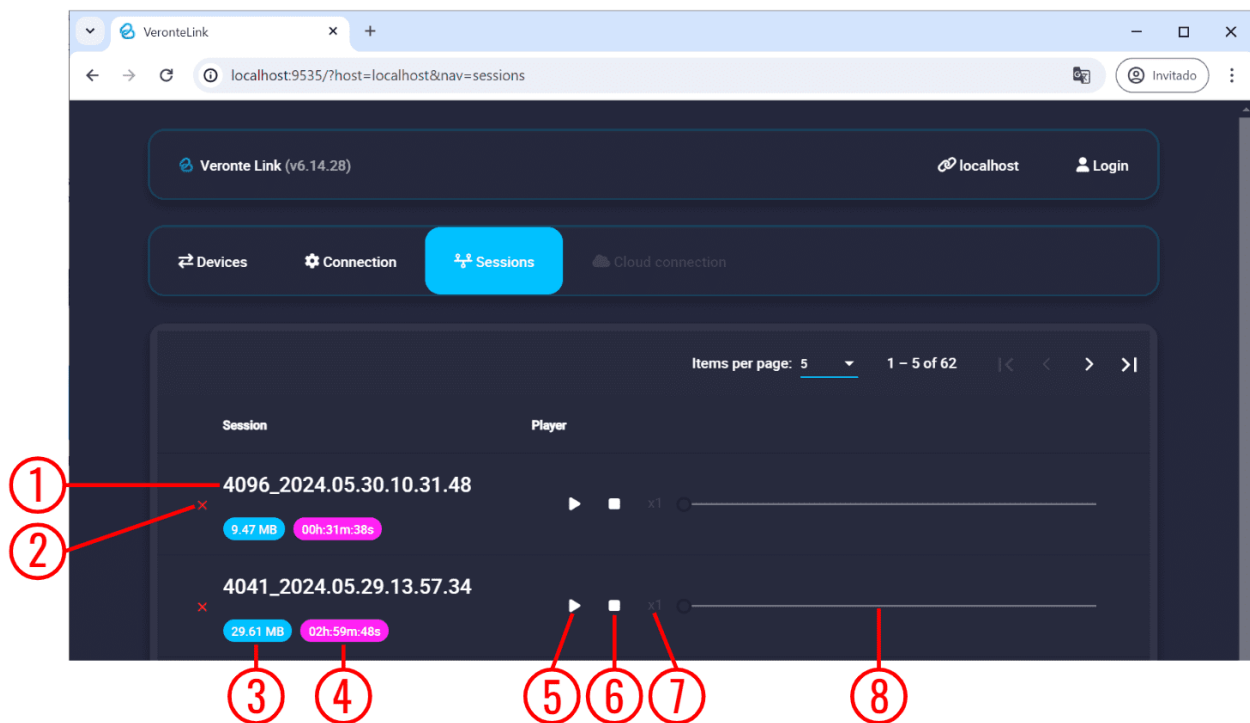 VeronteLink
localhost:9535/?host=localhost&nav=sessions
Invitado
Veronte Link (v6.14.28)
localhost
Login
Devices
Connection
Sessions
Cloud connection
Items per page: 5
1 – 5 of 62
Session
Player
1
4096_2024.05.30.10.31.48
2
x1
9.47 MB
00h:31m:38s
4041_2024.05.29.13.57.34
x1
29.61 MB
02h:59m:48s
3
4
5
6
7
8